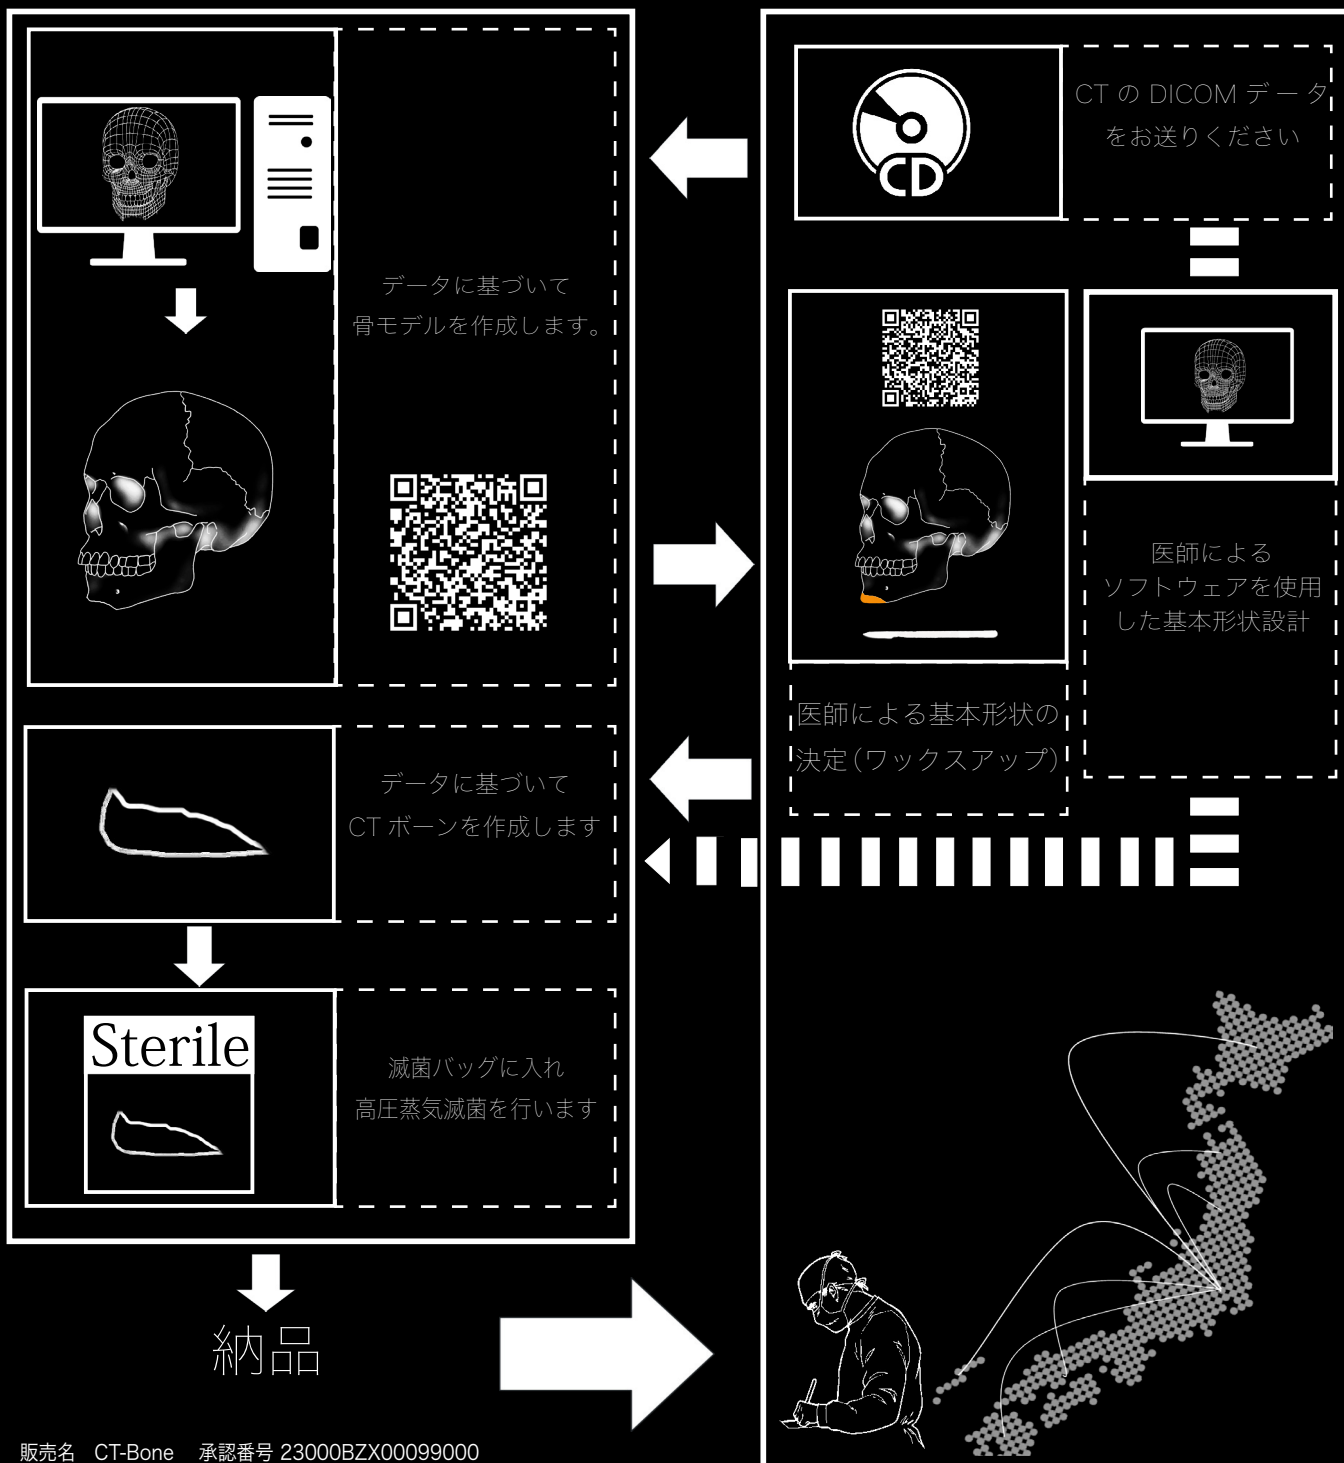 CT の DICOM データ
をお送りください
データに基づいて
骨モデルを作成します。
医師による
ソフトウェアを使用
した基本形状設計
医師による基本形状の
決定(ワックスアップ)
データに基づいて
CT ボーンを作成します
Sterile
滅菌バッグに入れ
高圧蒸気滅菌を行います
納品
販売名 CT-Bone 承認番号 23000BZX00099000
CD